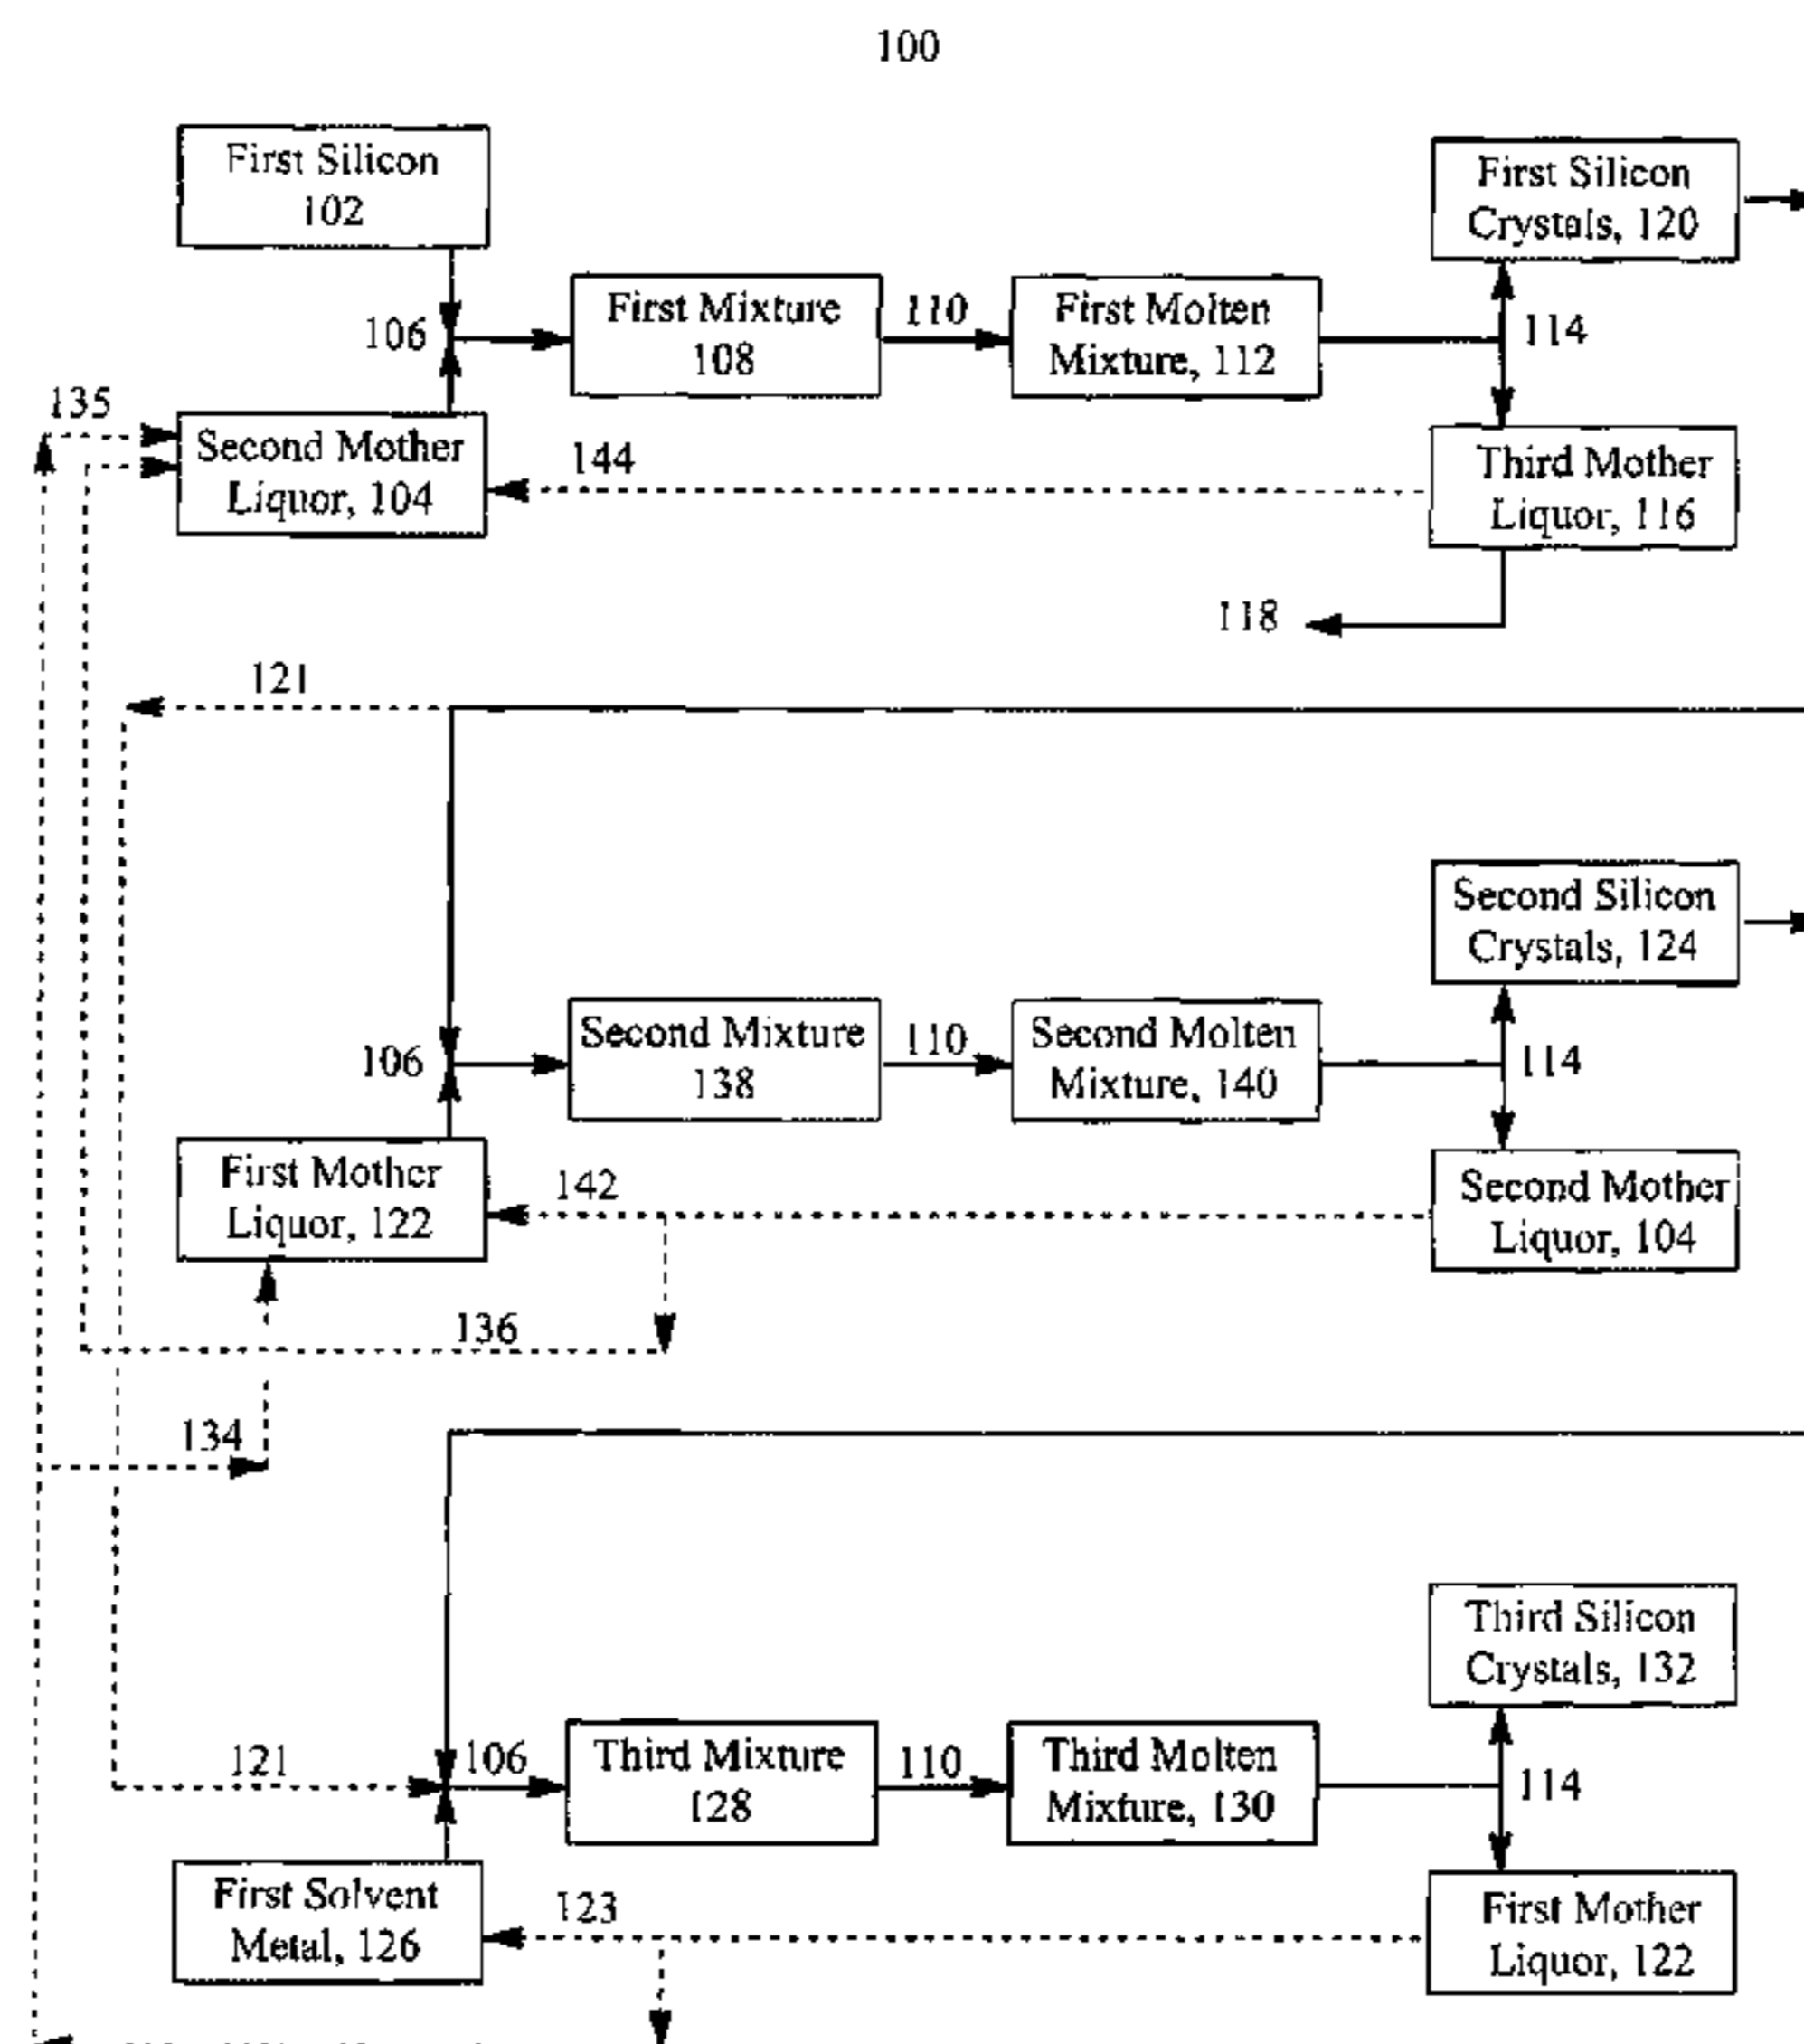 100
First Silicon
102
First Silicon
Crystals, 120
106
First Mixture
108
110
First Molten
Mixture, 112
114
135
Second Mother
Liquor, 104
144
Third Mother
Liquor, 116
118
121
Second Silicon
Crystals, 124
106
Second Mixture
138
110
Second Molten
Mixture, 140
114
First Mother
Liquor, 122
142
Second Mother
Liquor, 104
136
134
Third Silicon
Crystals, 132
121
106
Third Mixture
128
110
Third Molten
Mixture, 130
114
First Solvent
Metal, 126
123
First Mother
Liquor, 122